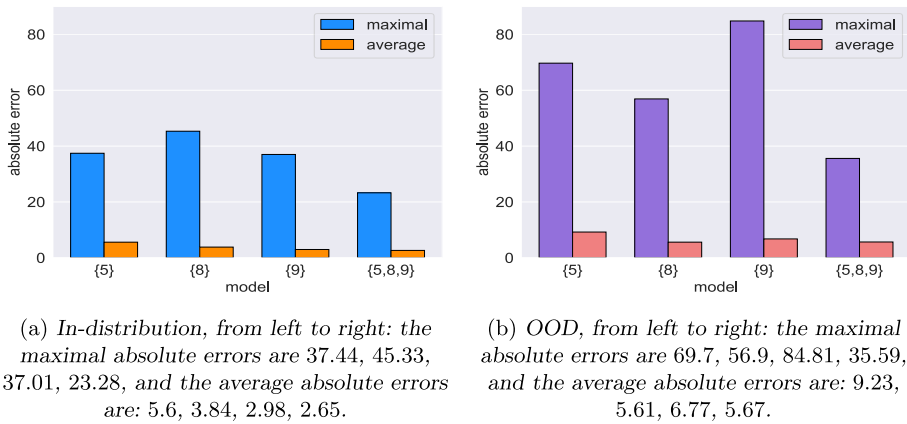 80
60
40
20
0
absolute error
maximal
average
{5}
{8}
{9}
{5,8,9}
model
80
60
40
20
0
absolute error
maximal
average
{5}
{8}
{9}
{5,8,9}
model
(a) In-distribution, from left to right: the
maximal absolute errors are 37.44, 45.33,
37.01, 23.28, and the average absolute errors
are: 5.6, 3.84, 2.98, 2.65.
(b) OOD, from left to right: the maximal
absolute errors are 69.7, 56.9, 84.81, 35.59,
and the average absolute errors are: 9.23,
5.61, 6.77, 5.67.